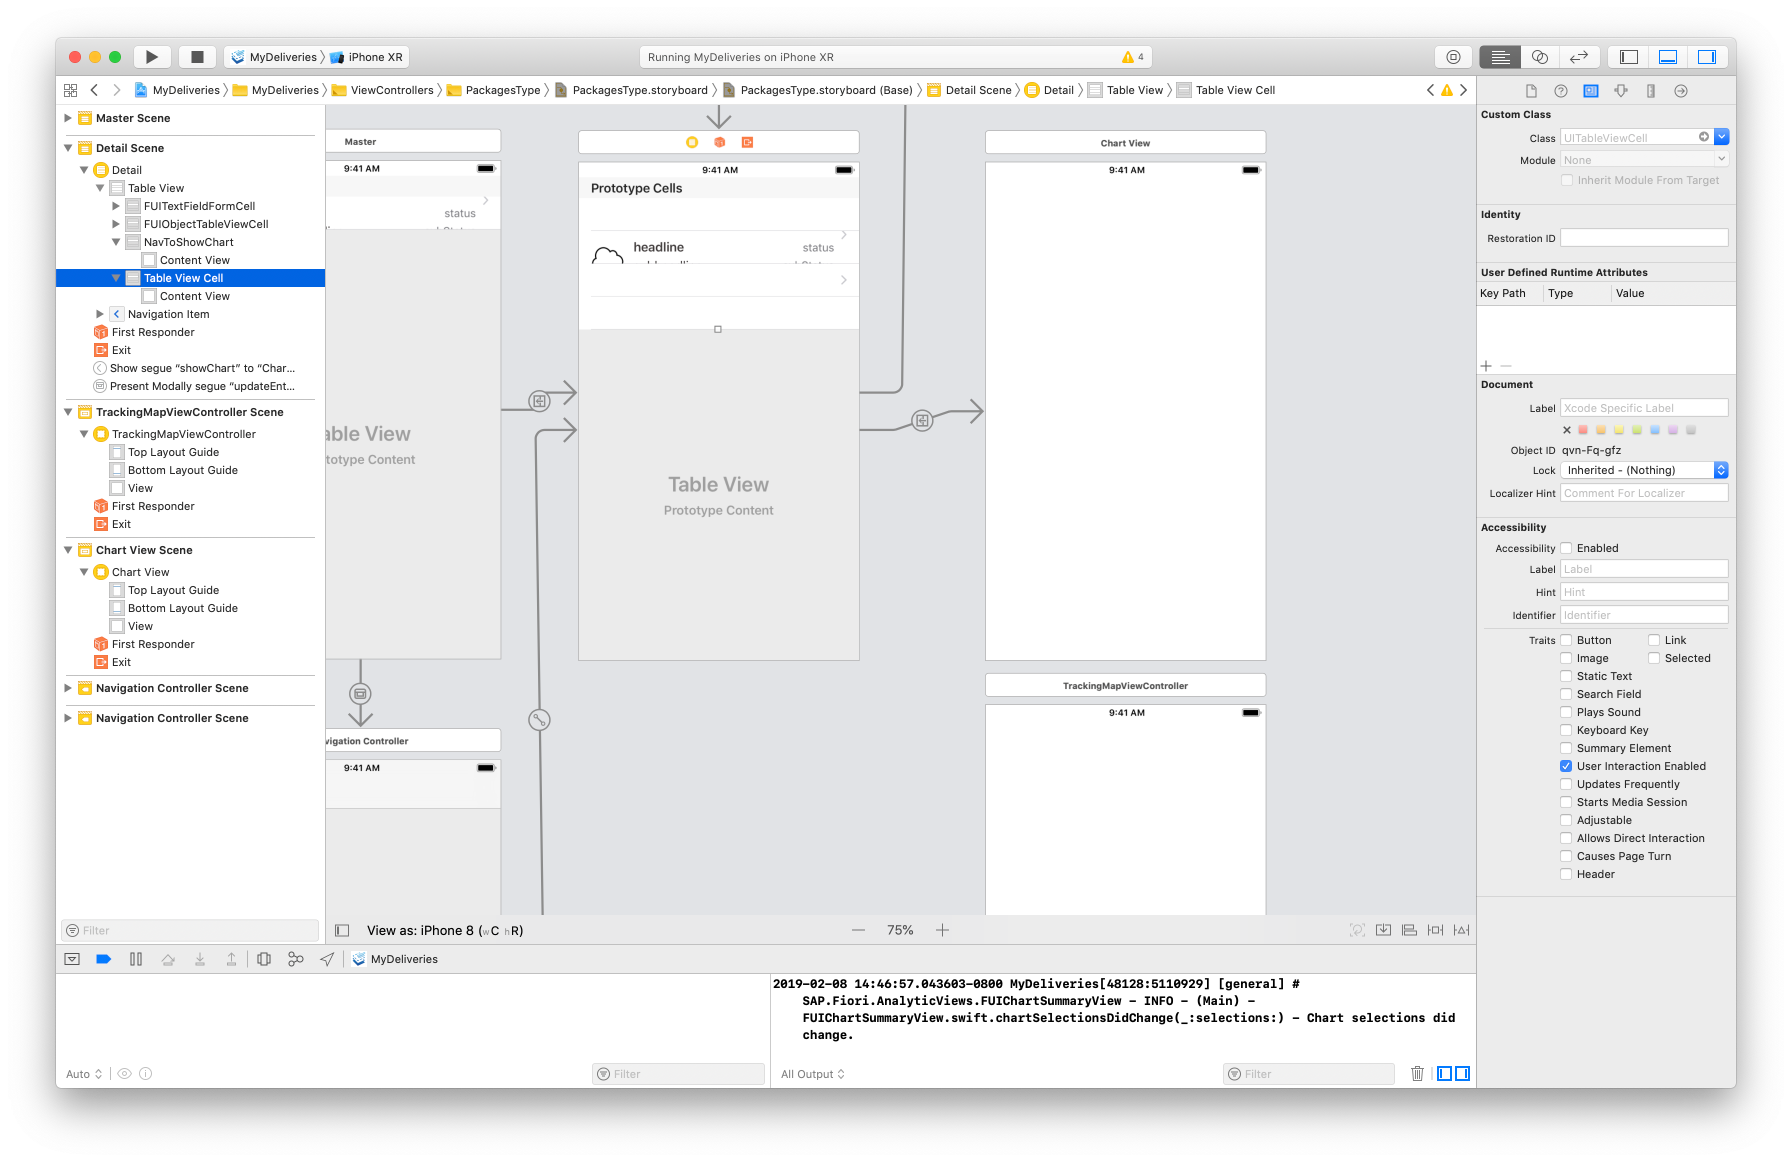 MyDeliveries iPhone XR
Running MyDeliveries on iPhone XR
4
MyDeliveries MyDeliveries ViewControllers PackagesType PackagesType.storyboard PackagesType.storyboard (Base) Detail Scene Detail Table View Table View Cell
Master Scene
Detail Scene
Detail
Table View
FUITextFieldFormCell
FUIObjectTableViewCell
NavToShowChart
Content View
Table View Cell
Content View
Navigation Item
First Responder
Exit
Show segue “showChart” to “Char...
Present Modally segue “updateEnt...
TrackingMapViewController Scene
TrackingMapViewController
Top Layout Guide
Bottom Layout Guide
View
First Responder
Exit
Chart View Scene
Chart View
Top Layout Guide
Bottom Layout Guide
View
First Responder
Exit
Navigation Controller Scene
Navigation Controller Scene
Filter
Master
9:41 AM
status
able View
totype Content
vigation Controller
9:41 AM
9:41 AM
Prototype Cells
headline
status
Table View
Prototype Content
Chart View
9:41 AM
TrackingMapViewController
9:41 AM
View as: iPhone 8 (wC hR)
75%
Custom Class
Class UITableViewCell
Module None
Inherit Module From Target
Identity
Restoration ID
User Defined Runtime Attributes
Key Path Type Value
Document
Label Xcode Specific Label
Object ID qvn-Fq-gfz
Lock Inherited - (Nothing)
Localizer Hint Comment For Localizer
Accessibility
Accessibility Enabled
Label Label
Hint Hint
Identifier Identifier
Traits Button Link
Image Selected
Static Text
Search Field
Plays Sound
Keyboard Key
Summary Element
User Interaction Enabled
Updates Frequently
Starts Media Session
Adjustable
Allows Direct Interaction
Causes Page Turn
Header
MyDeliveries
2019-02-08 14:46:57.043603-0800 MyDeliveries[48128:5110929] [general] #
SAP.Fiori.AnalyticViews.FUIChartSummaryView - INFO - (Main) -
FUIChartSummaryView.swift.chartSelectionsDidChange(_:selections:) - Chart selections did
change.
Auto
Filter
All Output
Filter